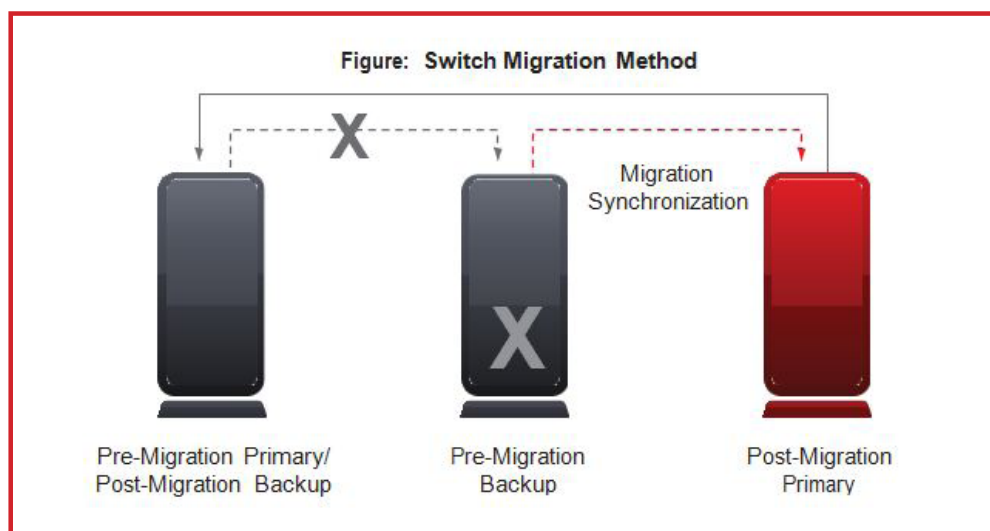 Figure: Switch Migration Method
X
Migration
Synchronization
X
Pre-Migration Primary/
Post-Migration Backup
Pre-Migration
Backup
Post-Migration
Primary